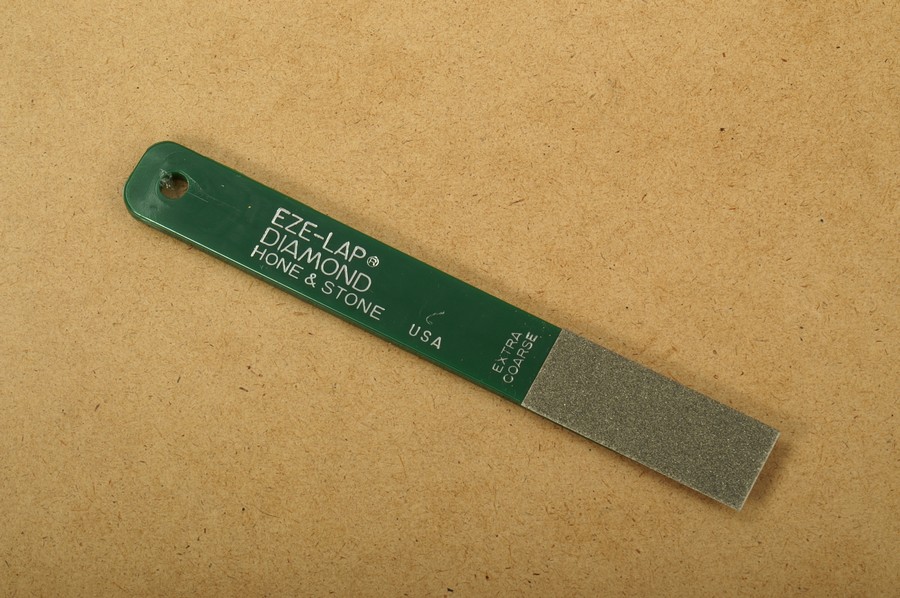 EZE-LAP®
DIAMOND
HONE & STONE
USA
EXTRA
COARSE